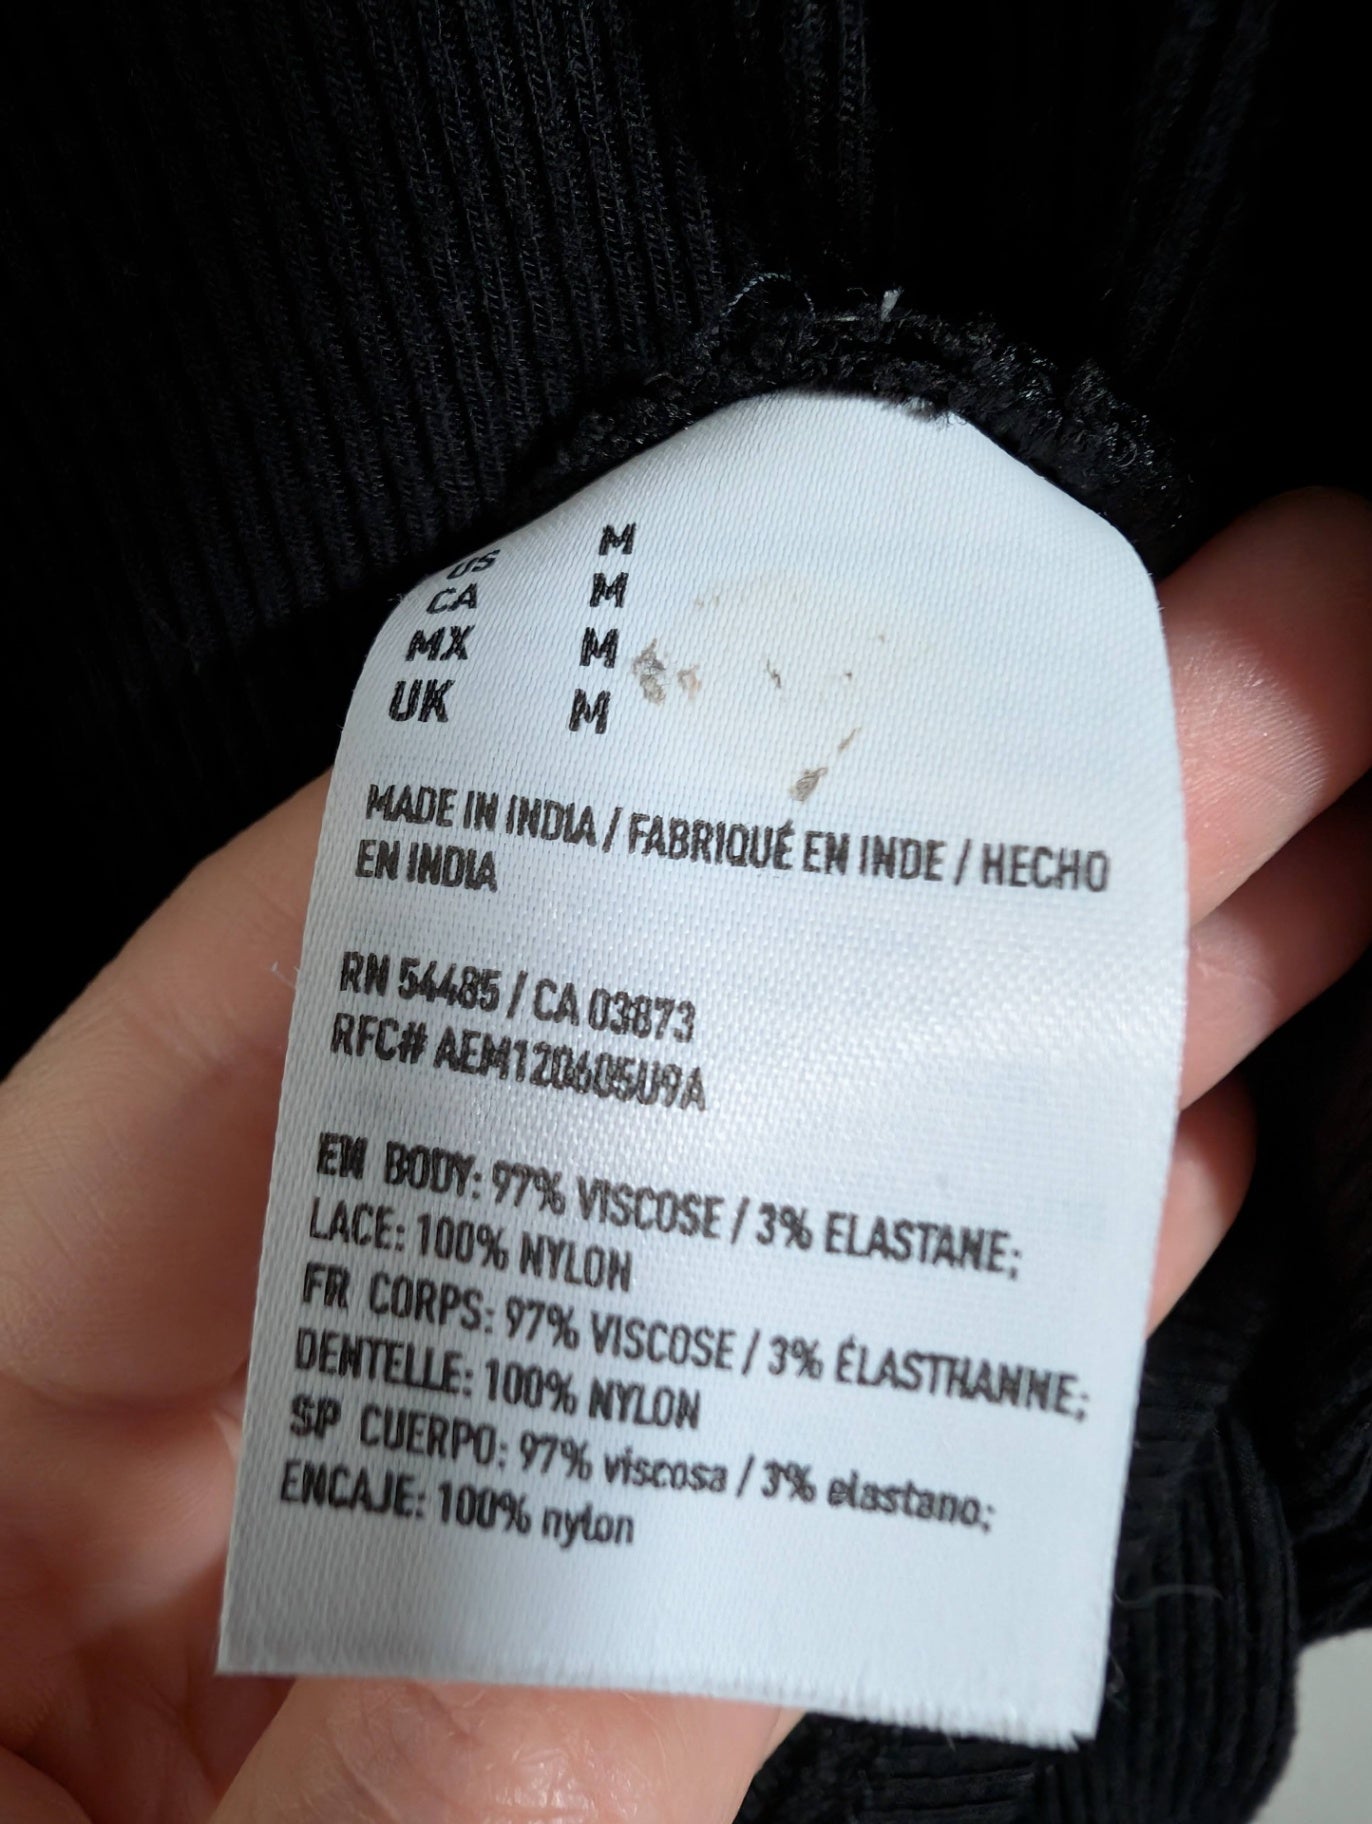 US M
CA M
MX M
UK M
MADE IN INDIA / FABRIQUÉ EN INDE / HECHO
EN INDIA
RN 54485 / CA 03873
RFC# AEM120605U9A
EN BODY: 97% VISCOSE / 3% ELASTANE;
LACE: 100% NYLON
FR CORPS: 97% VISCOSE / 3% ÉLASTHANNE;
DENTELLE: 100% NYLON
SP CUERPO: 97% viscosa / 3% elastano;
ENCAJE: 100% nylon